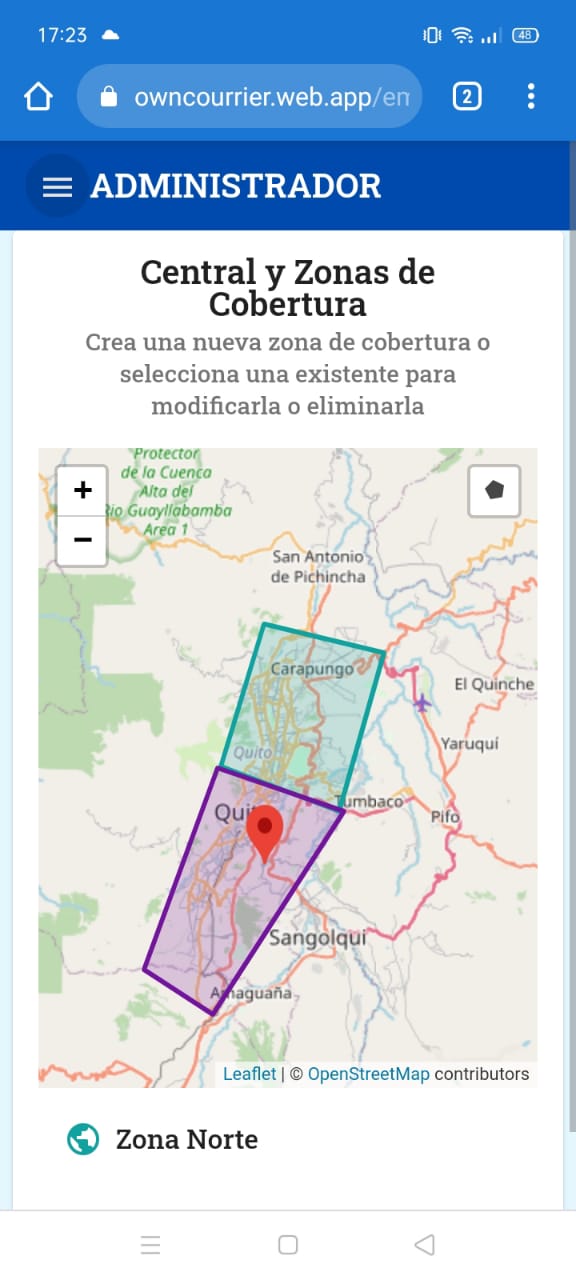 17:23
48
owncourrier.web.app/en
2
ADMINISTRADOR
Central y Zonas de
Cobertura
Crea una nueva zona de cobertura o
selecciona una existente para
modificarla o eliminarla
+
−
Protector
de la Cuenca
Alta del
Rio Guayllabamba
Area 1
San Antonio
de Pichincha
Carapungo
El Quinche
Quito
Yaruquí
Tumbaco
Pifo
Sangolquí
Amaguaña
Leaflet | © OpenStreetMap contributors
Zona Norte